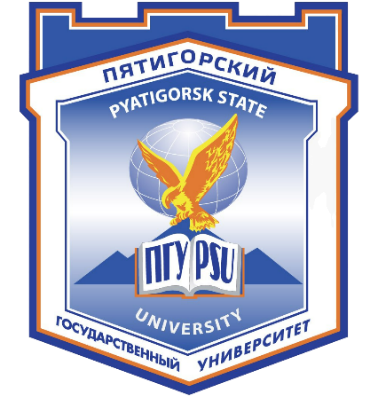 ПЯТИГОРСКИЙ
PYATIGORSK STATE
ПГУ PSU
UNIVERSITY
ГОСУДАРСТВЕННЫЙ УНИВЕРСИТЕТ